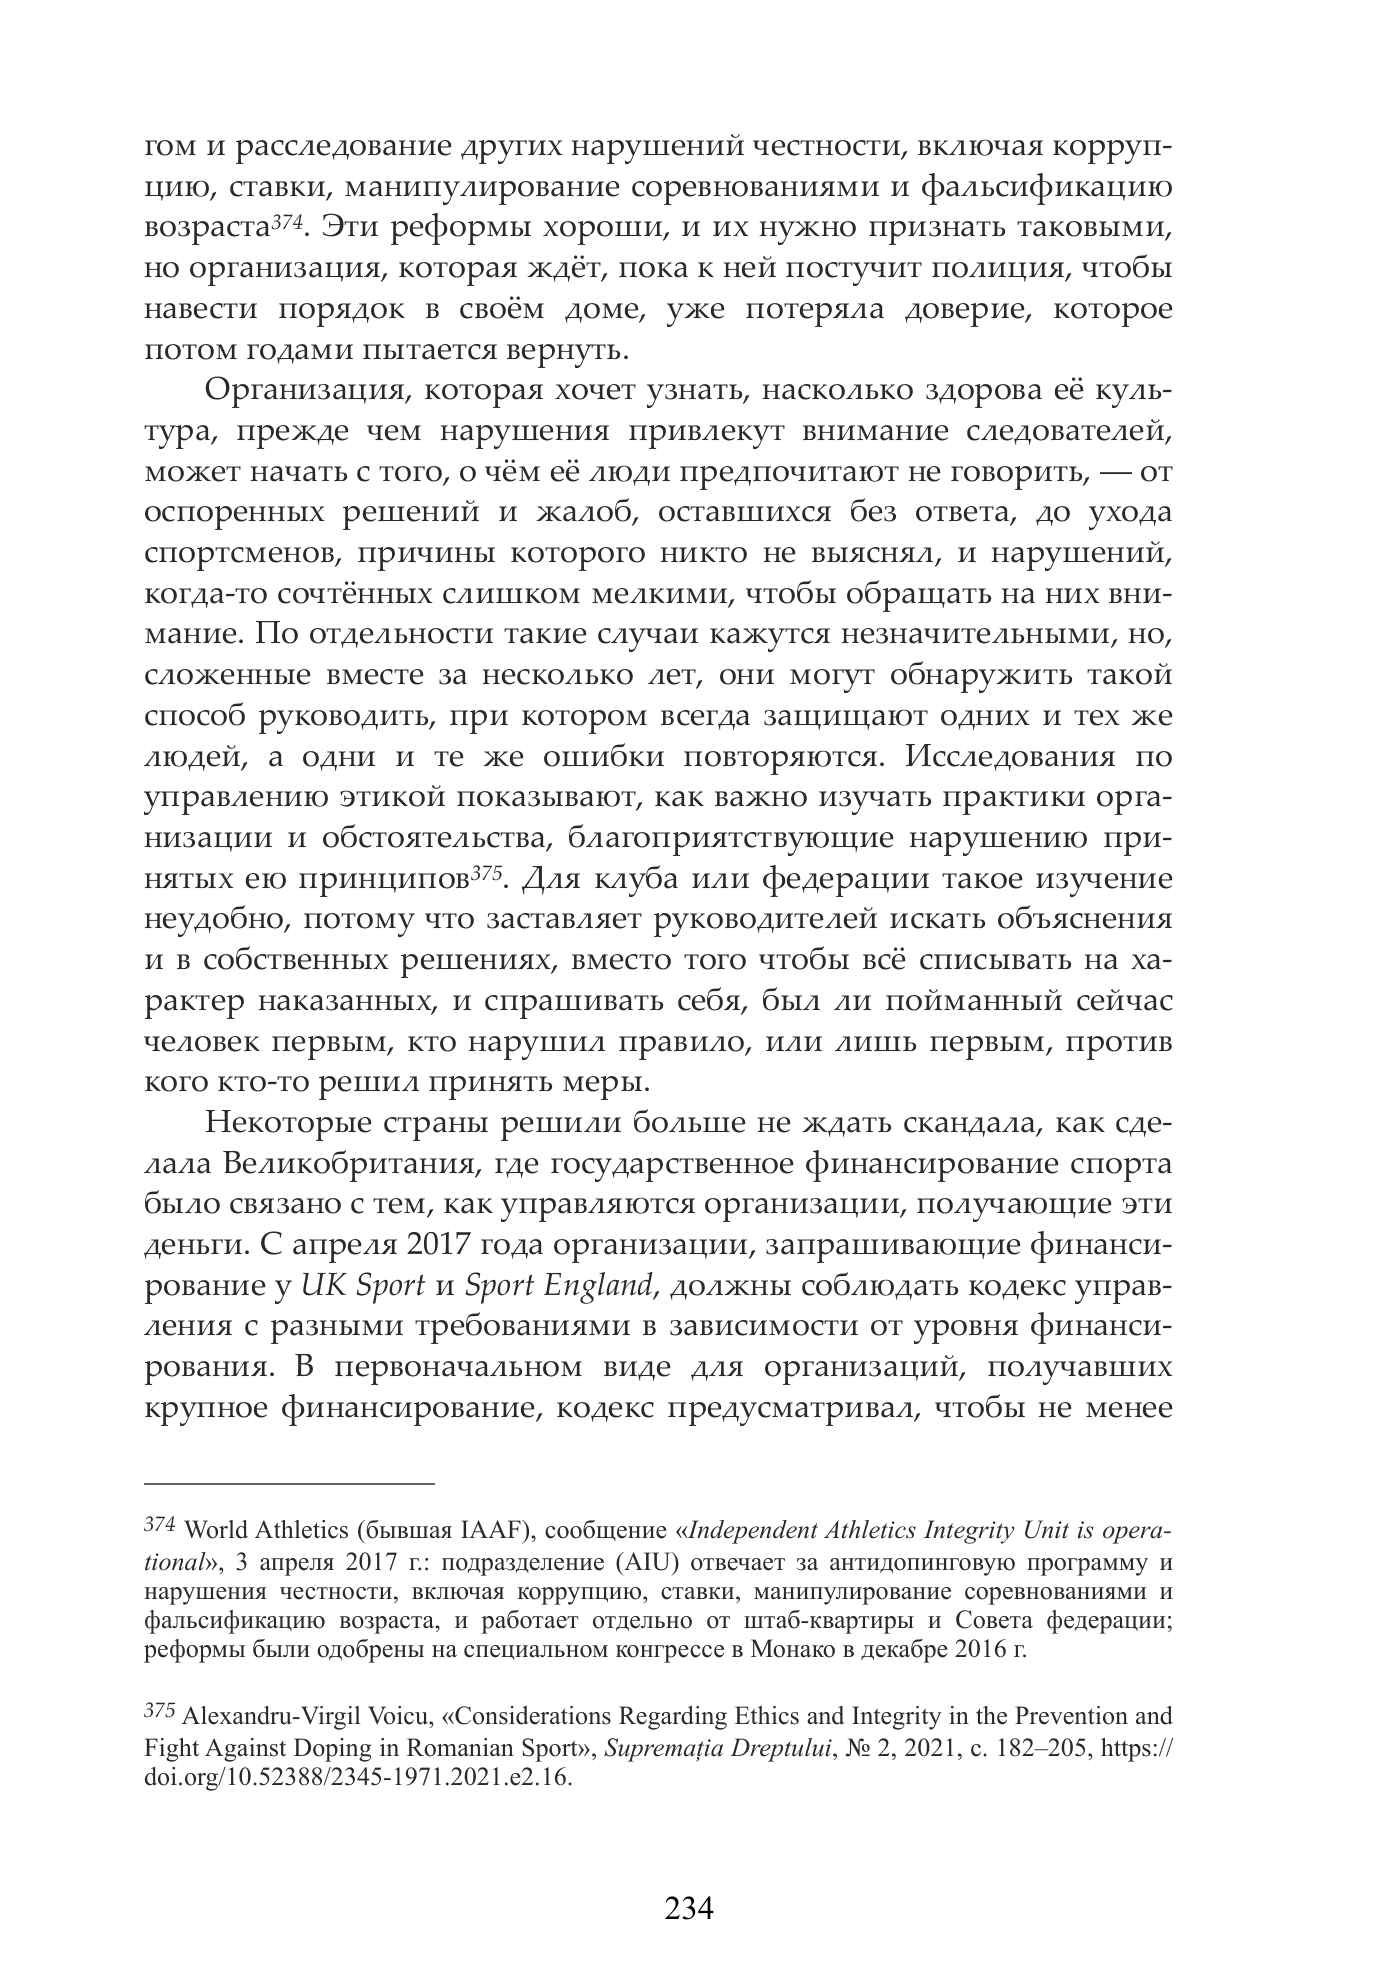 гом и расследование других нарушений честности, включая корруп-
цию, ставки, манипулирование соревнованиями и фальсификацию
возраста374. Эти реформы хороши, и их нужно признать таковыми,
но организация, которая ждёт, пока к ней постучит полиция, чтобы
навести порядок в своём доме, уже потеряла доверие, которое
потом годами пытается вернуть.
Организация, которая хочет узнать, насколько здорова её куль-
тура, прежде чем нарушения привлекут внимание следователей,
может начать с того, о чём её люди предпочитают не говорить, — от
оспоренных решений и жалоб, оставшихся без ответа, до ухода
спортсменов, причины которого никто не выяснял, и нарушений,
когда-то сочтённых слишком мелкими, чтобы обращать на них вни-
мание. По отдельности такие случаи кажутся незначительными, но,
сложенные вместе за несколько лет, они могут обнаружить такой
способ руководить, при котором всегда защищают одних и тех же
людей, а одни и те же ошибки повторяются. Исследования по
управлению этикой показывают, как важно изучать практики орга-
низации и обстоятельства, благоприятствующие нарушению при-
нятых ею принципов375. Для клуба или федерации такое изучение
неудобно, потому что заставляет руководителей искать объяснения
и в собственных решениях, вместо того чтобы всё списывать на ха-
рактер наказанных, и спрашивать себя, был ли пойманный сейчас
человек первым, кто нарушил правило, или лишь первым, против
кого кто-то решил принять меры.
Некоторые страны решили больше не ждать скандала, как сде-
лала Великобритания, где государственное финансирование спорта
было связано с тем, как управляются организации, получающие эти
деньги. С апреля 2017 года организации, запрашивающие финанси-
рование у UK Sport и Sport England, должны соблюдать кодекс управ-
ления с разными требованиями в зависимости от уровня финанси-
рования. В первоначальном виде для организаций, получавших
крупное финансирование, кодекс предусматривал, чтобы не менее
374 World Athletics (бывшая IAAF), сообщение «Independent Athletics Integrity Unit is opera-
tional», 3 апреля 2017 г.: подразделение (AIU) отвечает за антидопинговую программу и
нарушения честности, включая коррупцию, ставки, манипулирование соревнованиями и
фальсификацию возраста, и работает отдельно от штаб-квартиры и Совета федерации;
реформы были одобрены на специальном конгрессе в Монако в декабре 2016 г.
375 Alexandru-Virgil Voicu, «Considerations Regarding Ethics and Integrity in the Prevention and
Fight Against Doping in Romanian Sport», Supremația Dreptului, № 2, 2021, с. 182–205, https://
doi.org/10.52388/2345-1971.2021.e2.16.
234